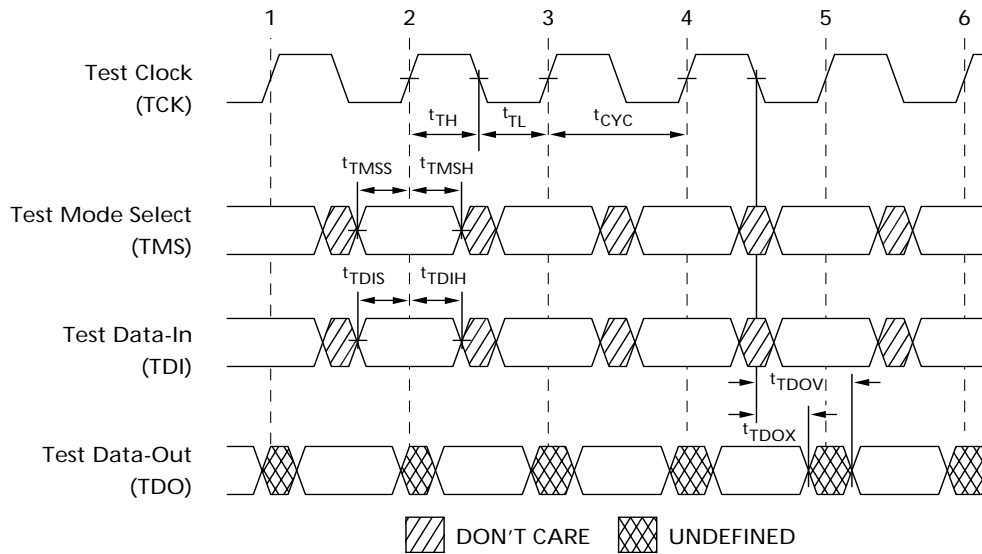 1 2 3 4 5 6
Test Clock
(TCK)
tTH tTL tCYC
tTMSS tTMSH
Test Mode Select
(TMS)
tTDIS tTDIH
Test Data-In
(TDI)
tTDOV
tTDOX
Test Data-Out
(TDO)
DON'T CARE UNDEFINED